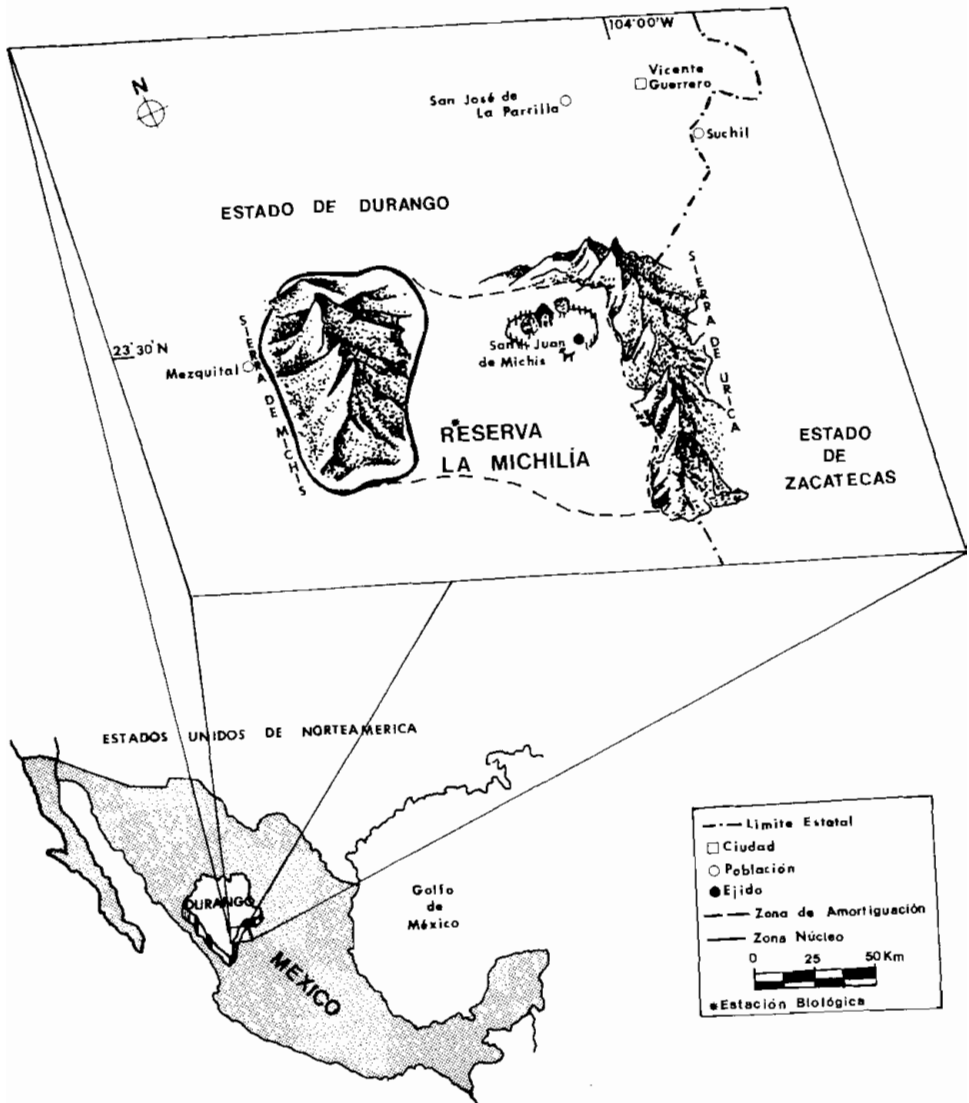 104°00'W
N
Vicente
Guerrero
San José de
La Parrilla
Suchil
ESTADO DE DURANGO
SIERRA DE MICHIS
SIERRA DE URICA
23°30'N
Mezquital
San Juan
de Michis
RESERVA
LA MICHILÍA
ESTADO
DE
ZACATECAS
ESTADOS UNIDOS DE NORTEAMERICA
DURANGO
MEXICO
Golfo
de
México
Limite Estatal
Ciudad
Población
Ejido
Zona de Amortiguación
Zona Núcleo
0 25 50 Km
*Estación Biológica